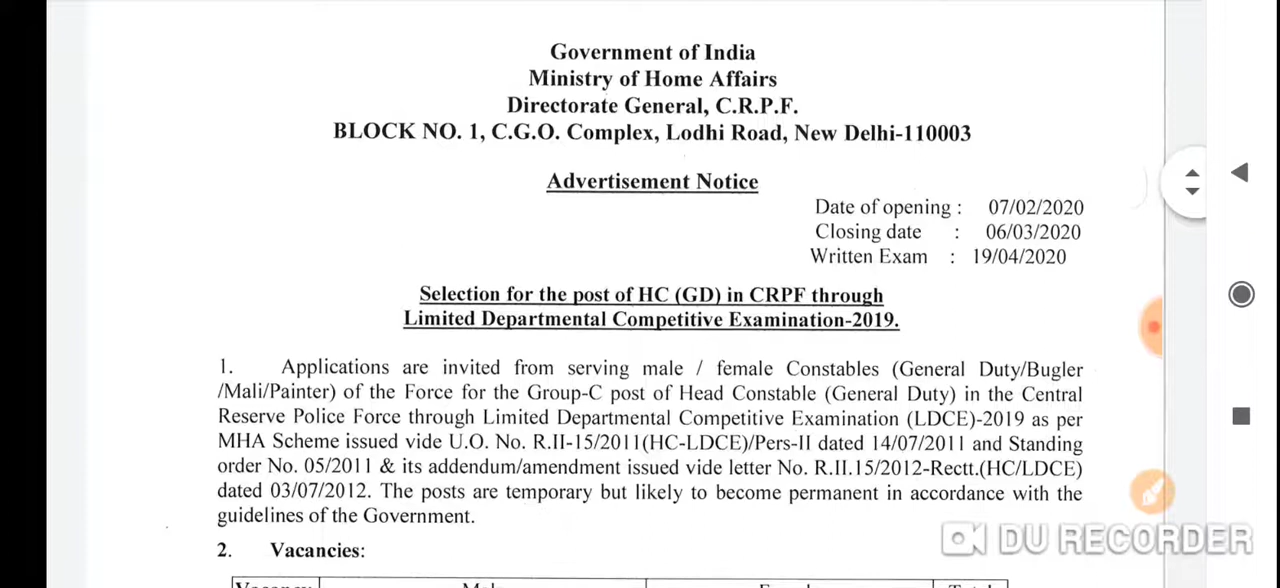 Government of India
Ministry of Home Affairs
Directorate General, C.R.P.F.
BLOCK NO. 1, C.G.O. Complex, Lodhi Road, New Delhi-110003
Advertisement Notice
Date of opening : 07/02/2020
Closing date : 06/03/2020
Written Exam : 19/04/2020
Selection for the post of HC (GD) in CRPF through
Limited Departmental Competitive Examination-2019.
1. Applications are invited from serving male / female Constables (General Duty/Bugler
/Mali/Painter) of the Force for the Group-C post of Head Constable (General Duty) in the Central
Reserve Police Force through Limited Departmental Competitive Examination (LDCE)-2019 as per
MHA Scheme issued vide U.O. No. R.II-15/2011(HC-LDCE)/Pers-II dated 14/07/2011 and Standing
order No. 05/2011 & its addendum/amendment issued vide letter No. R.II.15/2012-Rectt.(HC/LDCE)
dated 03/07/2012. The posts are temporary but likely to become permanent in accordance with the
guidelines of the Government.
DU RECORDER
2. Vacancies: